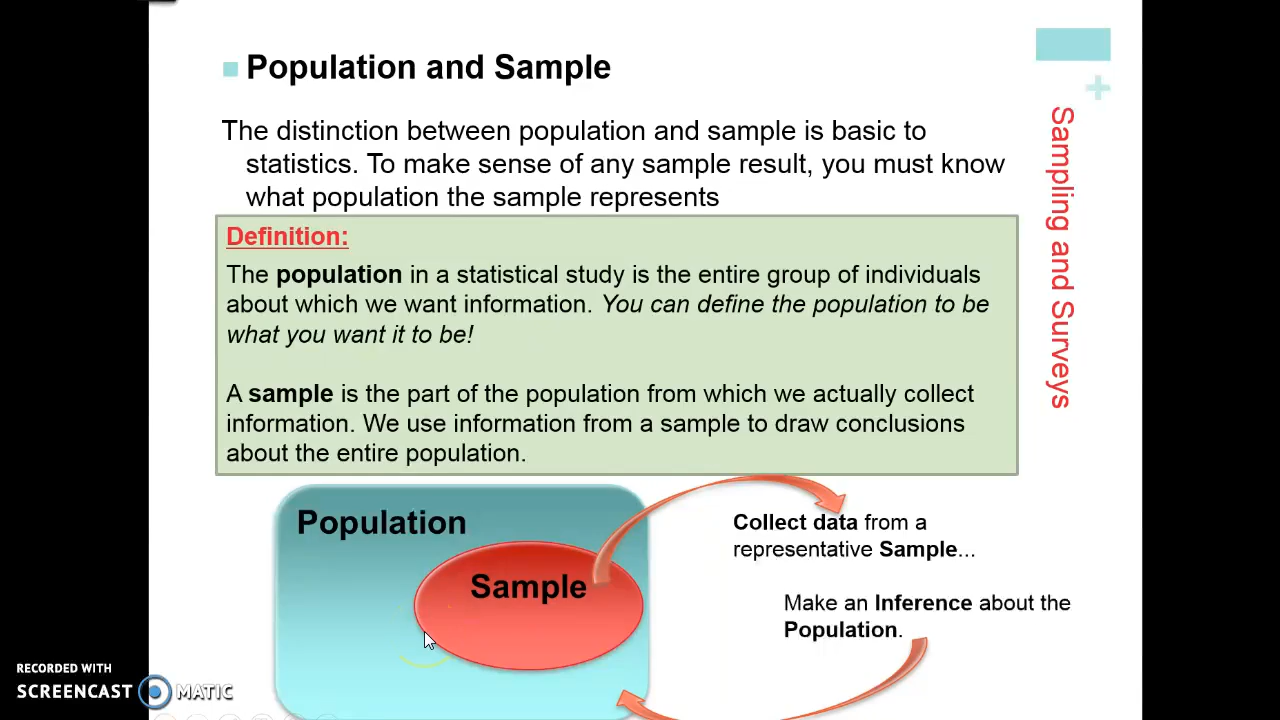 Population and Sample
The distinction between population and sample is basic to
statistics. To make sense of any sample result, you must know
what population the sample represents
Definition:
The population in a statistical study is the entire group of individuals
about which we want information. You can define the population to be
what you want it to be!
A sample is the part of the population from which we actually collect
information. We use information from a sample to draw conclusions
about the entire population.
Population
Sample
Collect data from a
representative Sample...
Make an Inference about the
Population.
+
Sampling and Surveys
RECORDED WITH
SCREENCAST MATIC